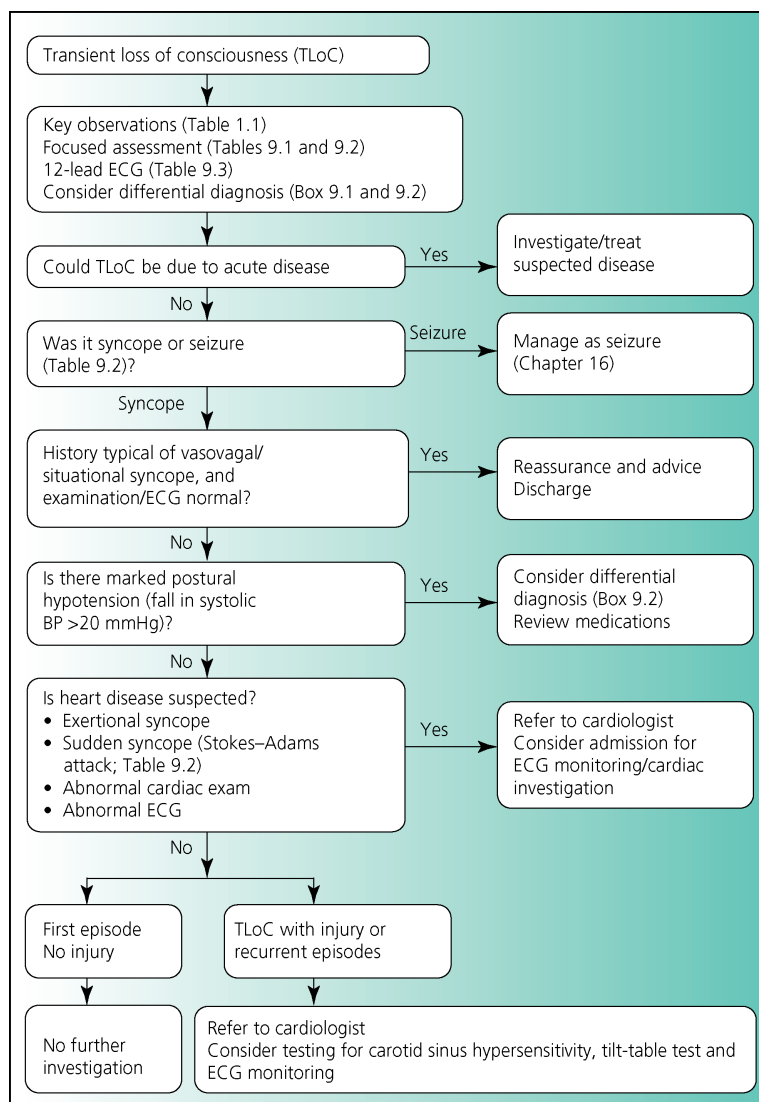 Transient loss of consciousness (TLoC)
Key observations (Table 1.1)
Focused assessment (Tables 9.1 and 9.2)
12-lead ECG (Table 9.3)
Consider differential diagnosis (Box 9.1 and 9.2)
Could TLoC be due to acute disease
Yes
Investigate/treat
suspected disease
No
Was it syncope or seizure
(Table 9.2)?
Seizure
Manage as seizure
(Chapter 16)
Syncope
History typical of vasovagal/
situational syncope, and
examination/ECG normal?
Yes
Reassurance and advice
Discharge
No
Is there marked postural
hypotension (fall in systolic
BP >20 mmHg)?
Yes
Consider differential
diagnosis (Box 9.2)
Review medications
No
Is heart disease suspected?
• Exertional syncope
• Sudden syncope (Stokes–Adams
attack; Table 9.2)
• Abnormal cardiac exam
• Abnormal ECG
Yes
Refer to cardiologist
Consider admission for
ECG monitoring/cardiac
investigation
No
First episode
No injury
TLoC with injury or
recurrent episodes
No further
investigation
Refer to cardiologist
Consider testing for carotid sinus hypersensitivity, tilt-table test and
ECG monitoring